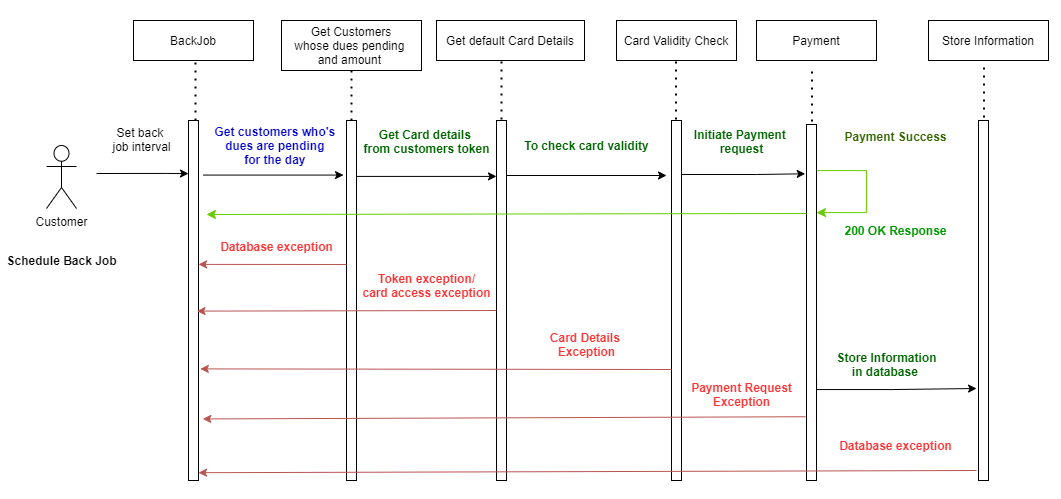 BackJob
Get Customers
whose dues pending
and amount
Get default Card Details
Card Validity Check
Payment
Store Information
Set back
job interval
Get customers who's
dues are pending
for the day
Get Card details
from customers token
To check card validity
Initiate Payment
request
Payment Success
Customer
200 OK Response
Schedule Back Job
Database exception
Token exception/
card access exception
Card Details
Exception
Store Information
in database
Payment Request
Exception
Database exception